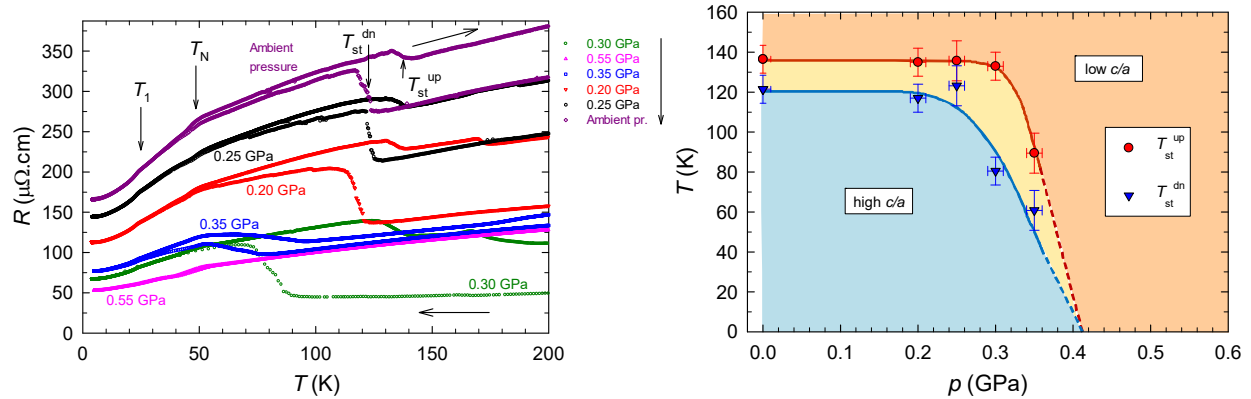 R (μΩ.cm)
350
300
250
200
150
100
50
0
0
50
100
150
200
T (K)
T1
TN
Ambient
pressure
Tst^dn
Tst^up
0.25 GPa
0.20 GPa
0.35 GPa
0.55 GPa
0.30 GPa
0.30 GPa
0.55 GPa
0.35 GPa
0.20 GPa
0.25 GPa
Ambient pr.
T (K)
160
140
120
100
80
60
40
20
0
0.0
0.1
0.2
0.3
0.4
0.5
0.6
p (GPa)
low c/a
high c/a
Tst^up
Tst^dn